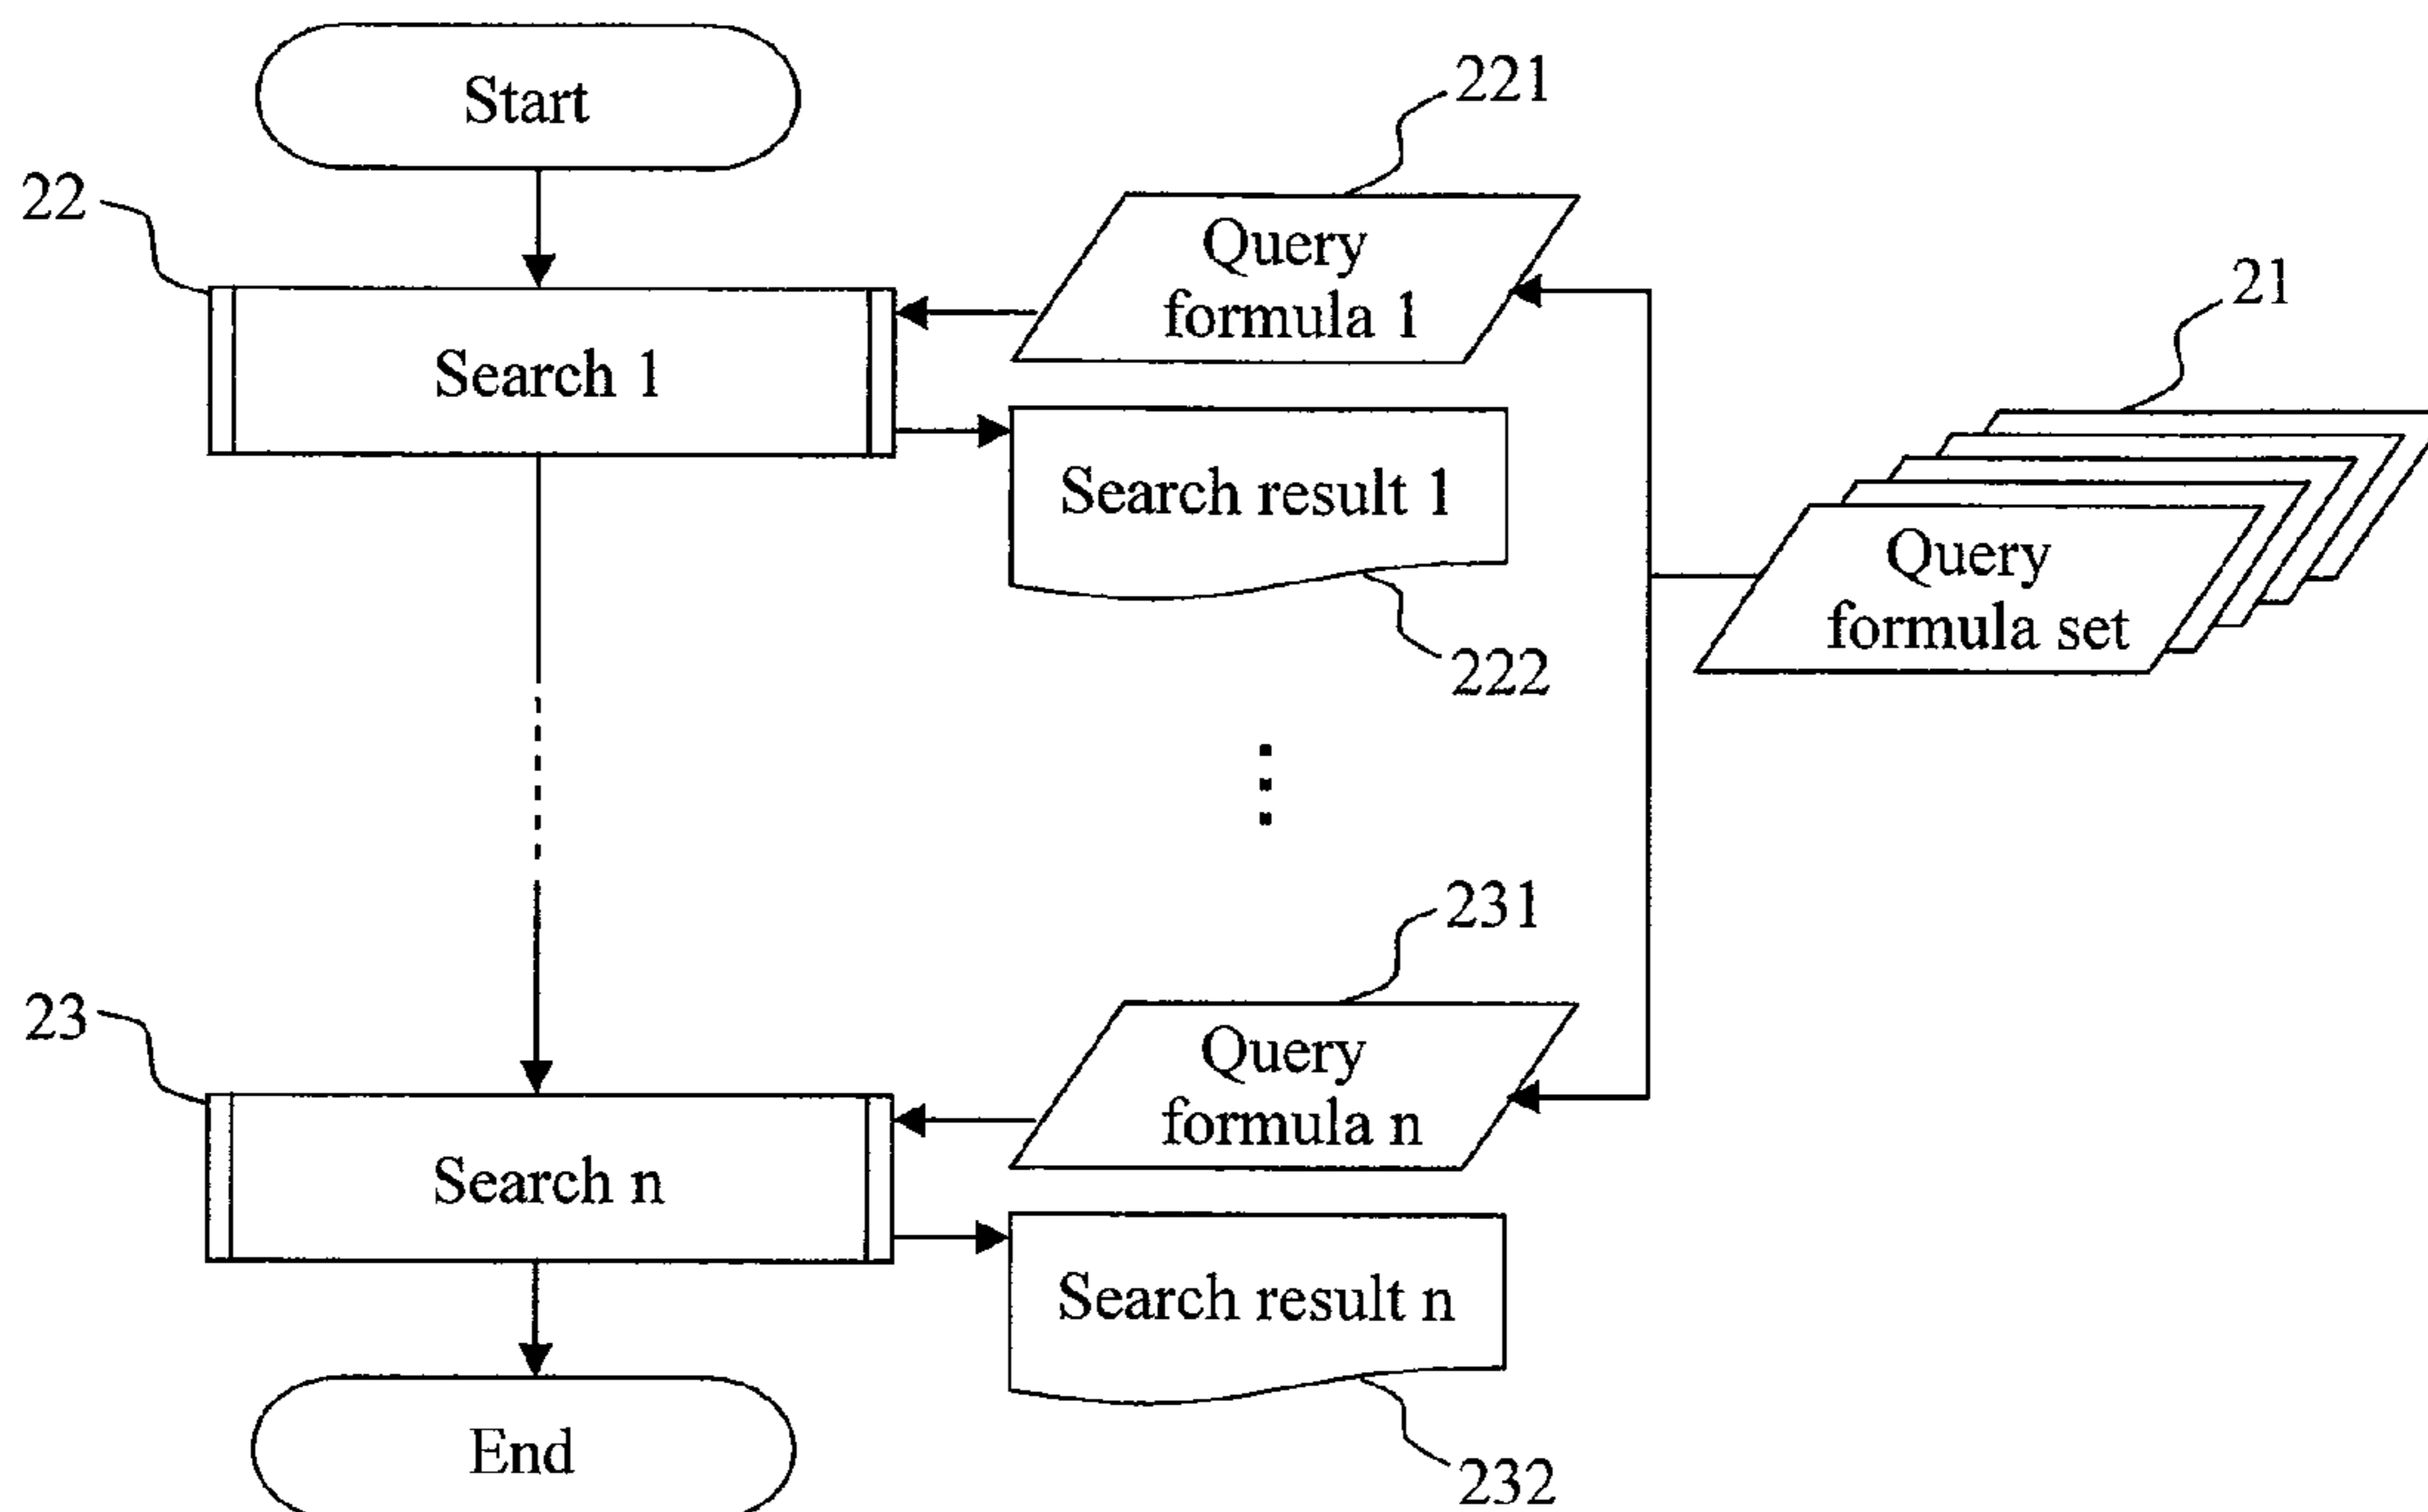 Start
221
22
Query
formula 1
21
Search 1
Search result 1
Query
formula set
222
231
23
Query
formula n
Search n
Search result n
End
232